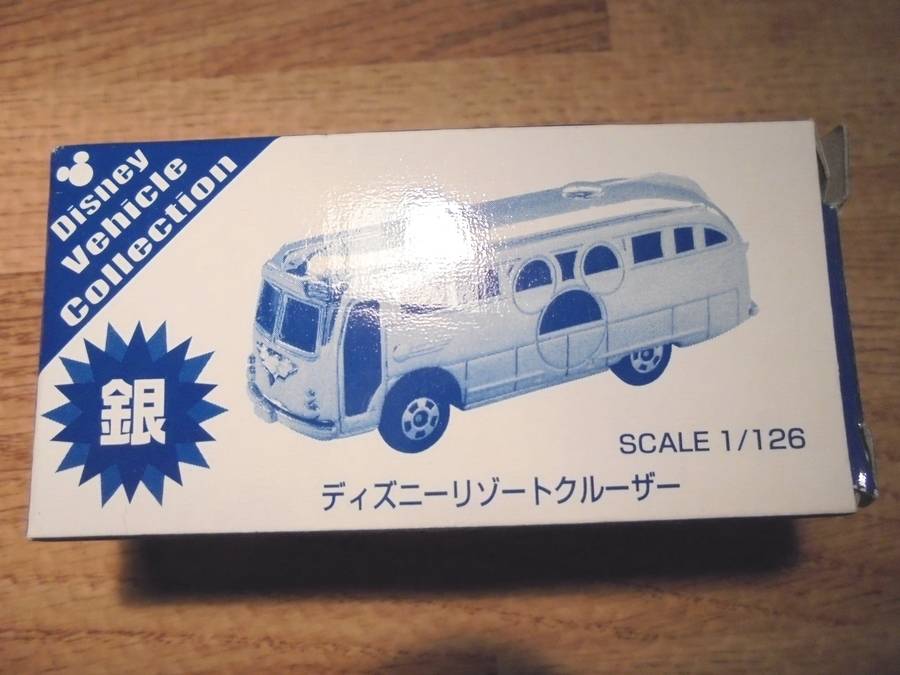 Disney
Vehicle
Collection
銀
SCALE 1/126
ディズニーリゾートクルーザー